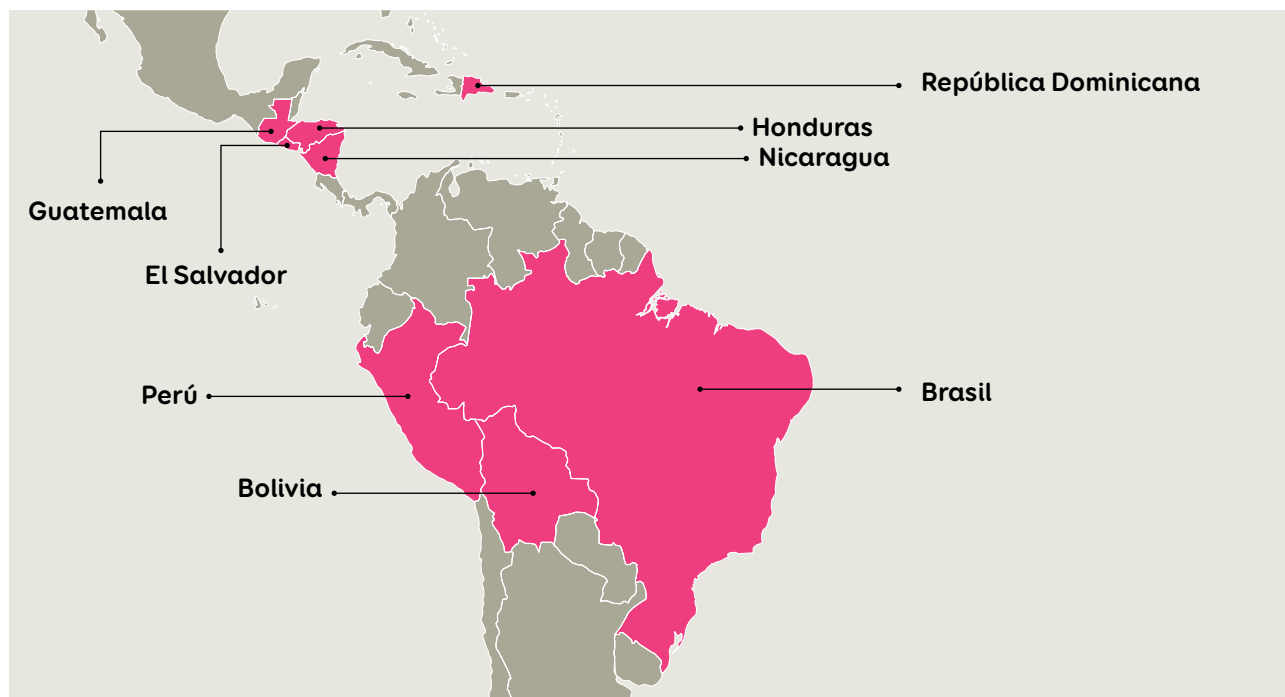 República Dominicana
Honduras
Nicaragua
Guatemala
El Salvador
Perú
Brasil
Bolivia